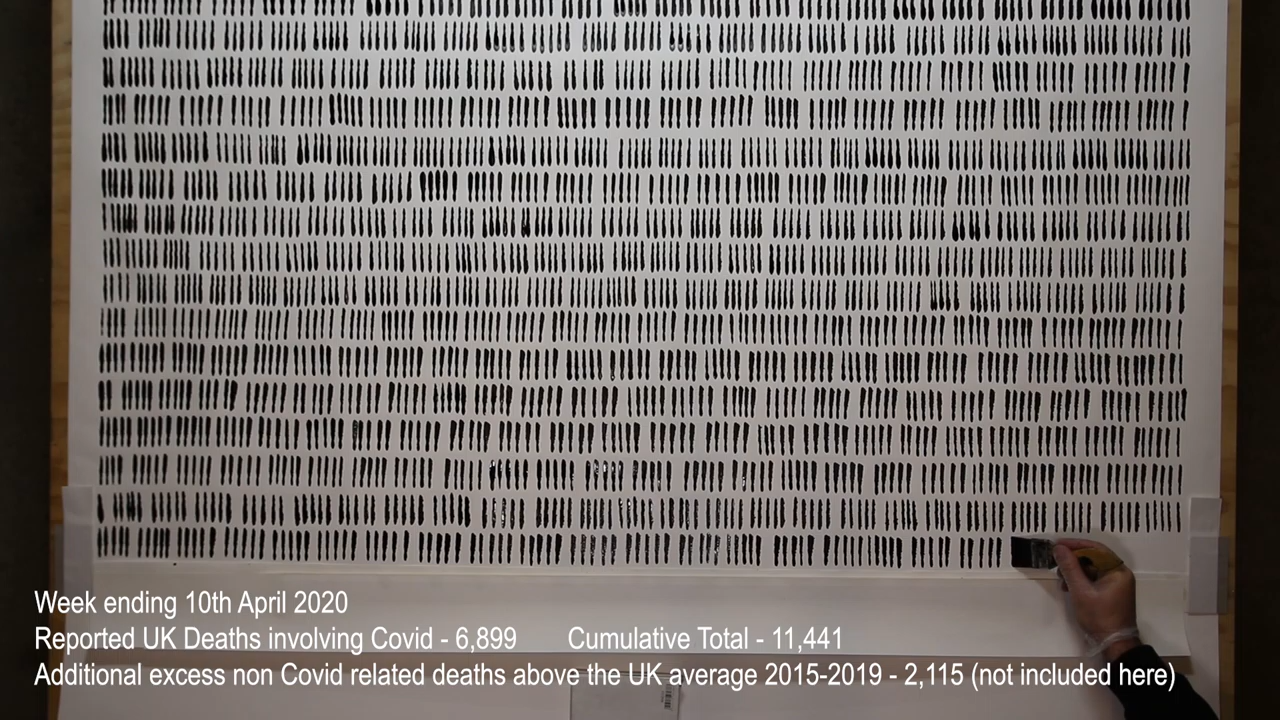 Week ending 10th April 2020
Reported UK Deaths involving Covid - 6,899 Cumulative Total - 11,441
Additional excess non Covid related deaths above the UK average 2015-2019 - 2,115 (not included here)